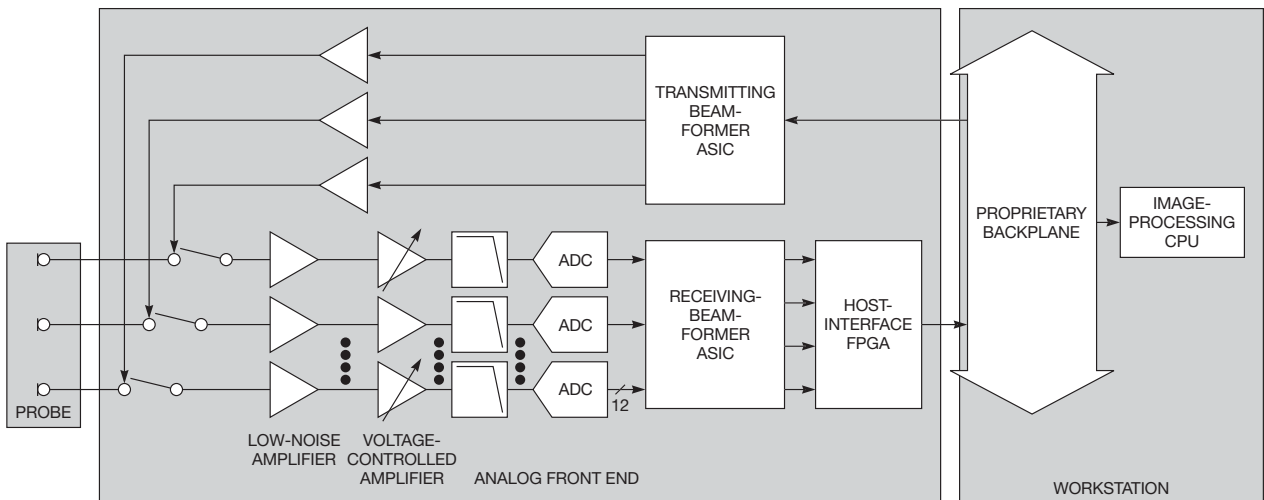 TRANSMITTING
BEAM-
FORMER
ASIC
PROPRIETARY
BACKPLANE
IMAGE-
PROCESSING
CPU
ADC
ADC
ADC
12
RECEIVING-
BEAM-
FORMER
ASIC
HOST-
INTERFACE
FPGA
PROBE
LOW-NOISE
AMPLIFIER
VOLTAGE-
CONTROLLED
AMPLIFIER
ANALOG FRONT END
WORKSTATION